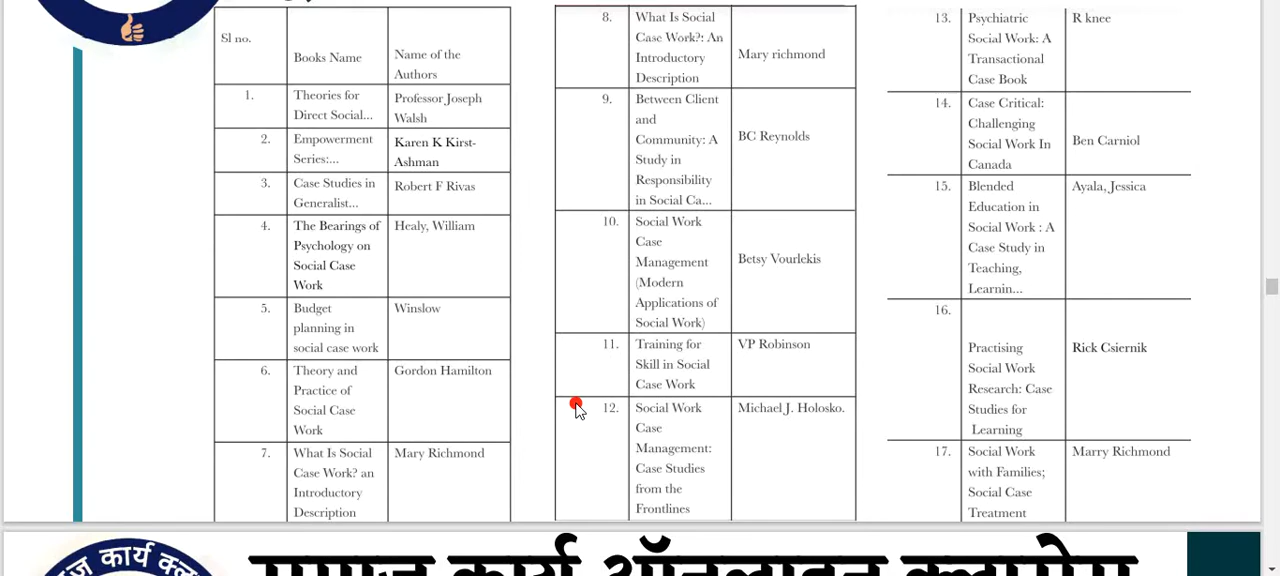 Sl no.
Books Name
Name of the
Authors
1.
Theories for
Direct Social...
Professor Joseph
Walsh
2.
Empowerment
Series:...
Karen K Kirst-
Ashman
3.
Case Studies in
Generalist...
Robert F Rivas
4.
The Bearings of
Psychology on
Social Case
Work
Healy, William
5.
Budget
planning in
social case work
Winslow
6.
Theory and
Practice of
Social Case
Work
Gordon Hamilton
7.
What Is Social
Case Work? an
Introductory
Description
Mary Richmond
8.
What Is Social
Case Work?: An
Introductory
Description
Mary richmond
9.
Between Client
and
Community: A
Study in
Responsibility
in Social Ca...
BC Reynolds
10.
Social Work
Case
Management
(Modern
Applications of
Social Work)
Betsy Vourlekis
11.
Training for
Skill in Social
Case Work
VP Robinson
12.
Social Work
Case
Management:
Case Studies
from the
Frontlines
Michael J. Holosko.
13.
Psychiatric
Social Work: A
Transactional
Case Book
R knee
14.
Case Critical:
Challenging
Social Work In
Canada
Ben Carniol
15.
Blended
Education in
Social Work : A
Case Study in
Teaching,
Learnin...
Ayala, Jessica
16.
Practising
Social Work
Research: Case
Studies for
Learning
Rick Csiernik
17.
Social Work
with Families;
Social Case
Treatment
Marry Richmond
कार्य